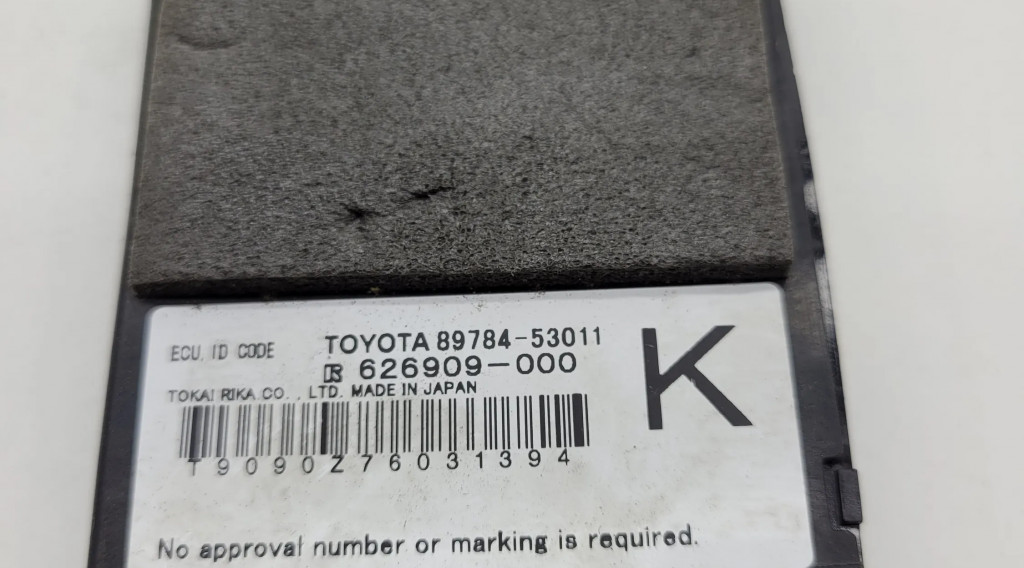 ECU, ID CODE TOYOTA 89784-53011
626909-000
K
TOKAI RIKA CO., LTD. MADE IN JAPAN
T9090Z76031394
No approval number or marking is required.